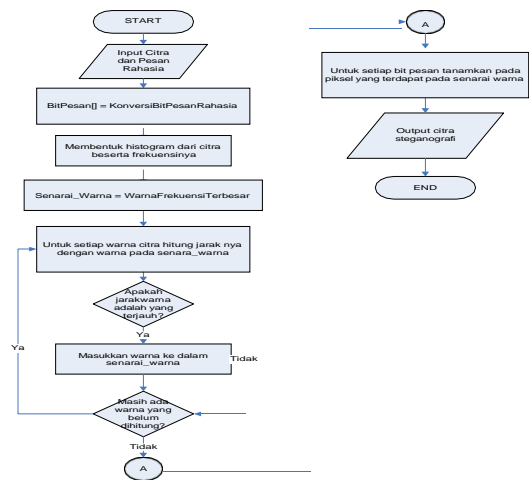 START
Input Citra
dan Pesan
Rahasia
BitPesan[] = KonversiBitPesanRahasia
Membentuk histogram dari citra
beserta frekuensinya
Senarai_Warna = WarnaFrekuensiTerbesar
Untuk setiap warna citra hitung jarak nya
dengan warna pada senara_warna
Apakah
jarakwarna
adalah yang
terjauh?
Ya
Masukkan warna ke dalam
senarai_warna
Tidak
Ya
Masih ada
warna yang
belum
dihitung?
Tidak
A
A
Untuk setiap bit pesan tanamkan pada
piksel yang terdapat pada senarai warna
Output citra
steganografi
END